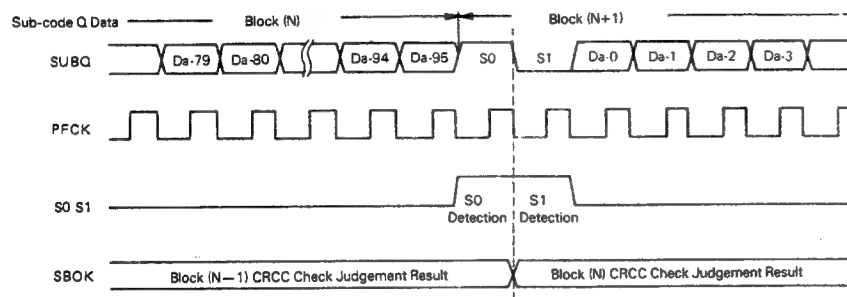 Sub-code Q Data Block (N) Block (N+1)
SUBQ Da-79 Da-80 Da-94 Da-95 S0 S1 Da-0 Da-1 Da-2 Da-3
PFCK
S0 S1 S0 Detection S1 Detection
SBOK Block (N—1) CRCC Check Judgement Result Block (N) CRCC Check Judgement Result